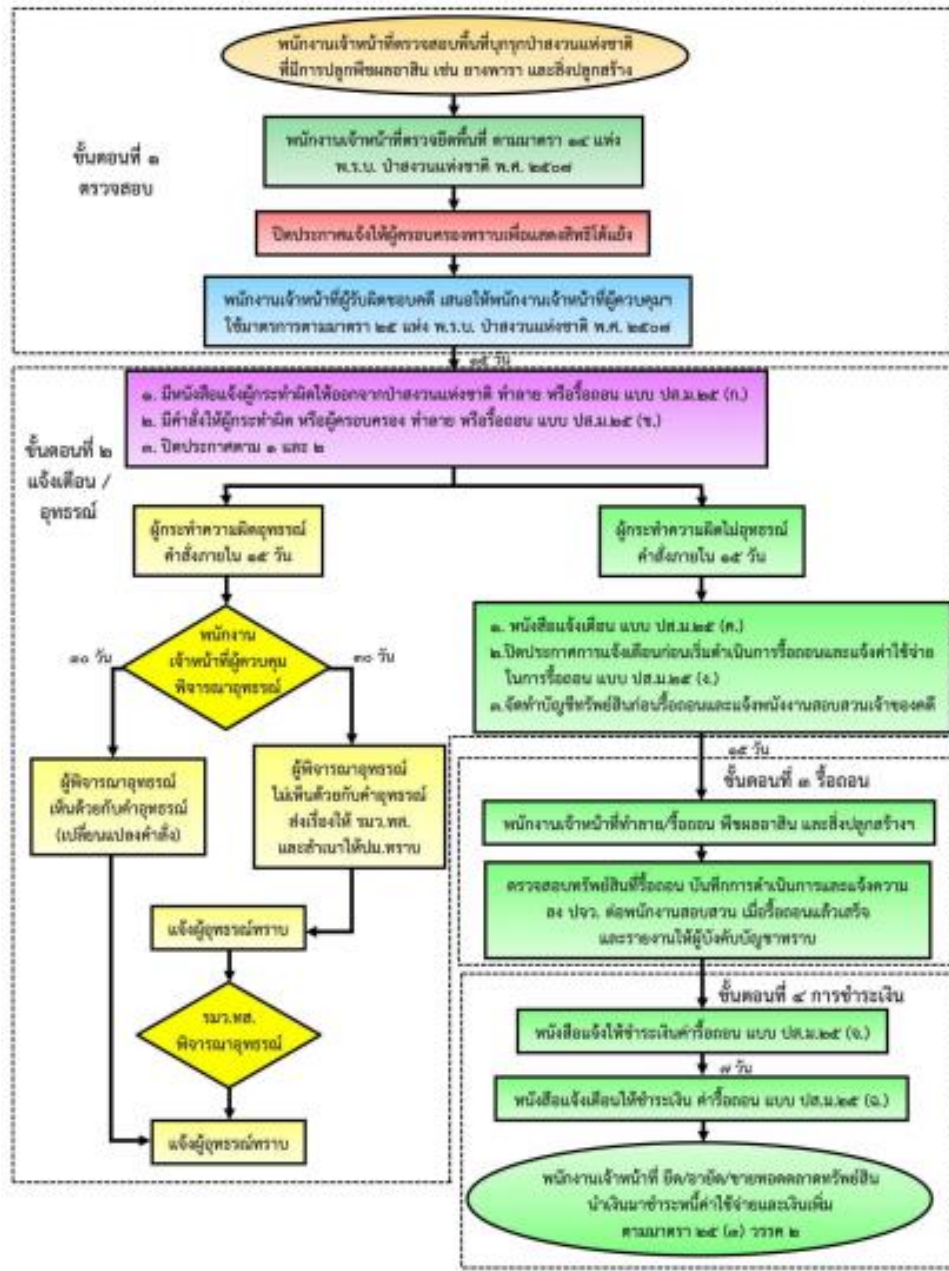 พนักงานเจ้าหน้าที่ตรวจสอบพื้นที่บุกรุกป่าสงวนแห่งชาติ
ที่มีการปลูกพืชผลอาสิน เช่น ยางพารา และสิ่งปลูกสร้าง
ขั้นตอนที่ ๑
ตรวจสอบ
พนักงานเจ้าหน้าที่ตรวจยึดพื้นที่ ตามมาตรา ๑๔ แห่ง
พ.ร.บ. ป่าสงวนแห่งชาติ พ.ศ. ๒๕๐๗
ปิดประกาศแจ้งให้ผู้ครอบครองทราบเพื่อแสดงสิทธิโต้แย้ง
พนักงานเจ้าหน้าที่ผู้รับผิดชอบคดี เสนอให้พนักงานเจ้าหน้าที่ผู้ควบคุมฯ
ใช้มาตรการตามมาตรา ๒๕ แห่ง พ.ร.บ. ป่าสงวนแห่งชาติ พ.ศ. ๒๕๐๗
๑๕ วัน
ขั้นตอนที่ ๒
แจ้งเตือน /
อุทธรณ์
๑. มีหนังสือแจ้งผู้กระทำผิดให้ออกจากป่าสงวนแห่งชาติ ทำลาย หรือรื้อถอน แบบ ปส.ม.๒๕ (ก.)
๒. มีคำสั่งให้ผู้กระทำผิด หรือผู้ครอบครอง ทำลาย หรือรื้อถอน แบบ ปส.ม.๒๕ (ข.)
๓. ปิดประกาศตาม ๑ และ ๒
ผู้กระทำความผิดอุทธรณ์
คำสั่งภายใน ๑๕ วัน
ผู้กระทำความผิดไม่อุทธรณ์
คำสั่งภายใน ๑๕ วัน
พนักงาน
เจ้าหน้าที่ผู้ควบคุม
พิจารณาอุทธรณ์
๓๐ วัน
๓๐ วัน
๑. หนังสือแจ้งเตือน แบบ ปส.ม.๒๕ (ค.)
๒.ปิดประกาศการแจ้งเตือนก่อนเริ่มดำเนินการรื้อถอนและแจ้งค่าใช้จ่าย
ในการรื้อถอน แบบ ปส.ม.๒๕ (ง.)
๓.จัดทำบัญชีทรัพย์สินก่อนรื้อถอนและแจ้งพนังงานสอบสวนเจ้าของคดี
๑๕ วัน
ผู้พิจารณาอุทธรณ์
เห็นด้วยกับคำอุทธรณ์
(เปลี่ยนแปลงคำสั่ง)
ผู้พิจารณาอุทธรณ์
ไม่เห็นด้วยกับคำอุทธรณ์
ส่งเรื่องให้ รมว.ทส.
และสำเนาให้ปม.ทราบ
ขั้นตอนที่ ๓ รื้อถอน
พนักงานเจ้าหน้าที่ทำลาย/รื้อถอน พืชผลอาสิน และสิ่งปลูกสร้างฯ
ตรวจสอบทรัพย์สินที่รื้อถอน บันทึกการดำเนินการและแจ้งความ
ลง ปจว. ต่อพนักงานสอบสวน เมื่อรื้อถอนแล้วเสร็จ
และรายงานให้ผู้บังคับบัญชาทราบ
แจ้งผู้อุทธรณ์ทราบ
รมว.ทส.
พิจารณาอุทธรณ์
แจ้งผู้อุทธรณ์ทราบ
ขั้นตอนที่ ๔ การชำระเงิน
หนังสือแจ้งให้ชำระเงินค่ารื้อถอน แบบ ปส.ม.๒๕ (จ.)
๗ วัน
หนังสือแจ้งเตือนให้ชำระเงิน ค่ารื้อถอน แบบ ปส.ม.๒๕ (ฉ.)
พนักงานเจ้าหน้าที่ ยึด/อายัด/ขายทอดตลาดทรัพย์สิน
นำเงินมาชำระหนี้ค่าใช้จ่ายและเงินเพิ่ม
ตามมาตรา ๒๕ (๓) วรรค ๒